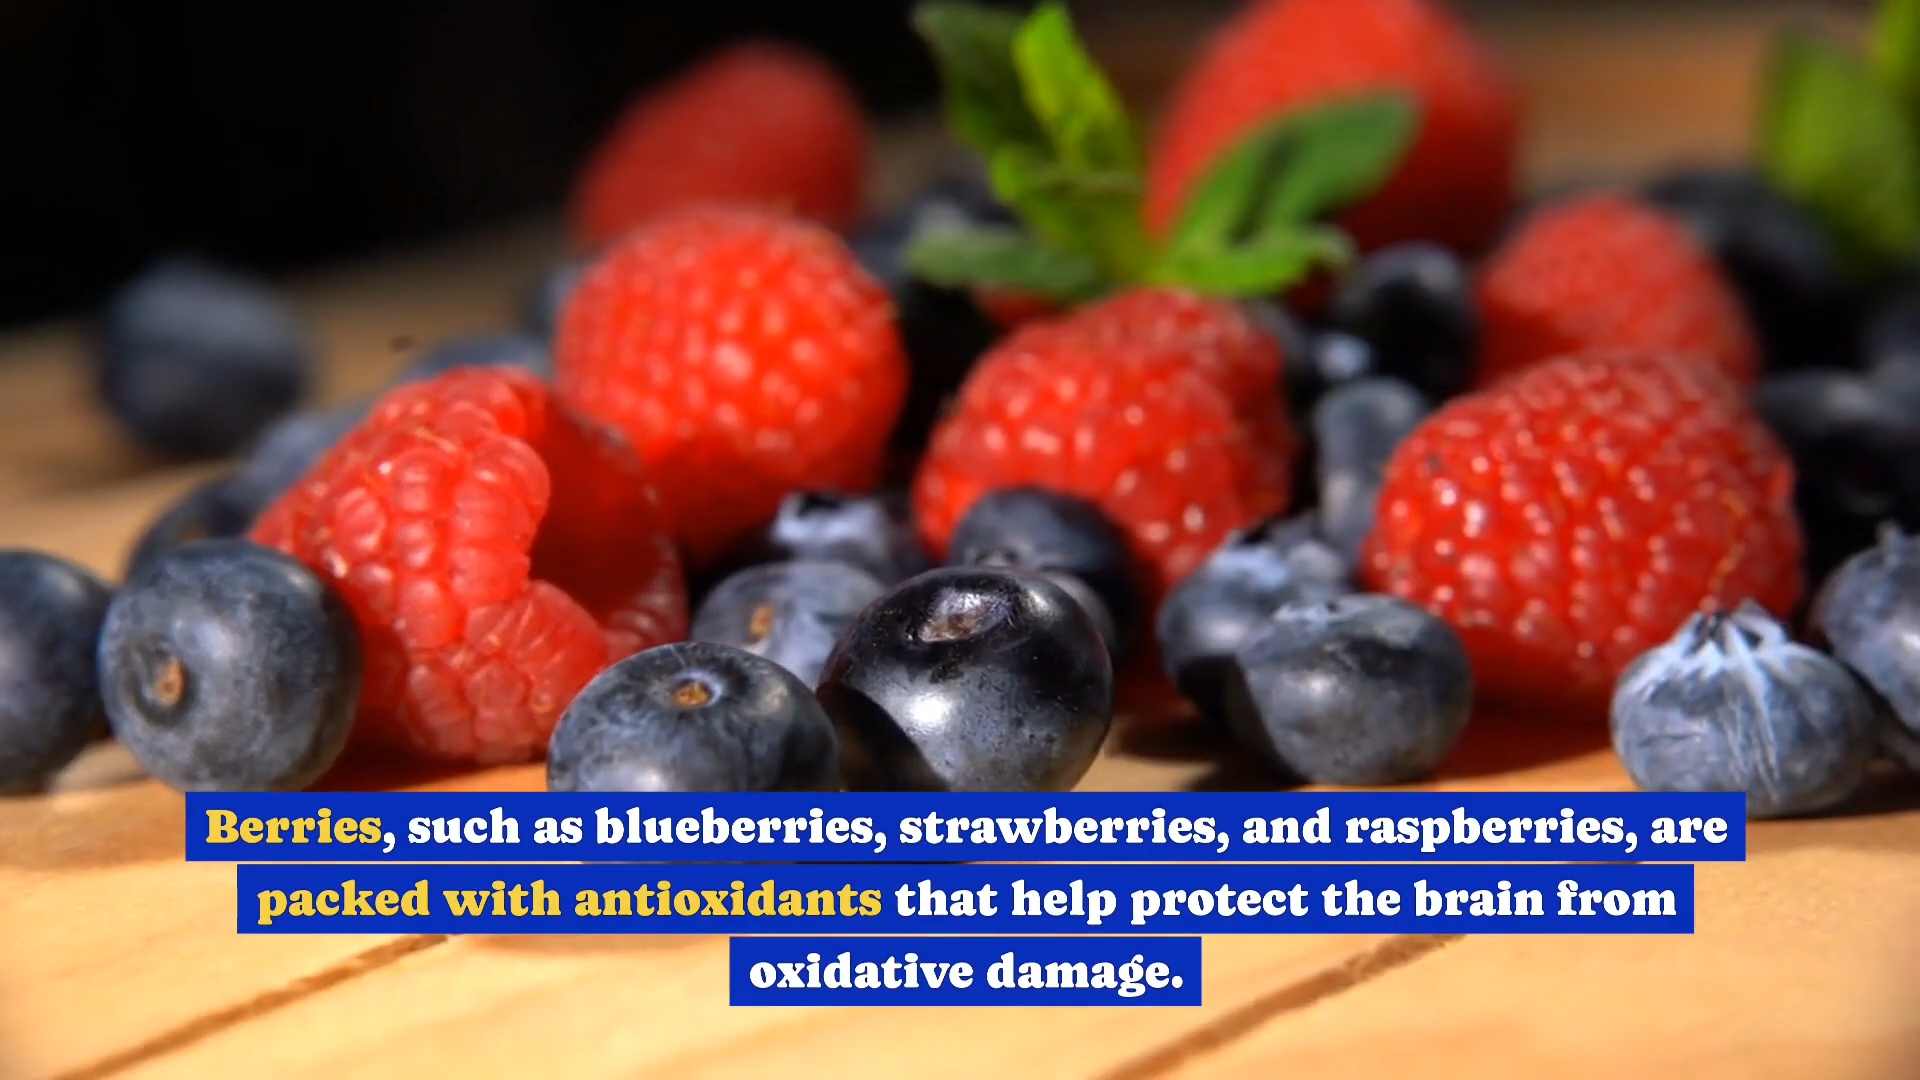 Berries, such as blueberries, strawberries, and raspberries, are
packed with antioxidants that help protect the brain from
oxidative damage.